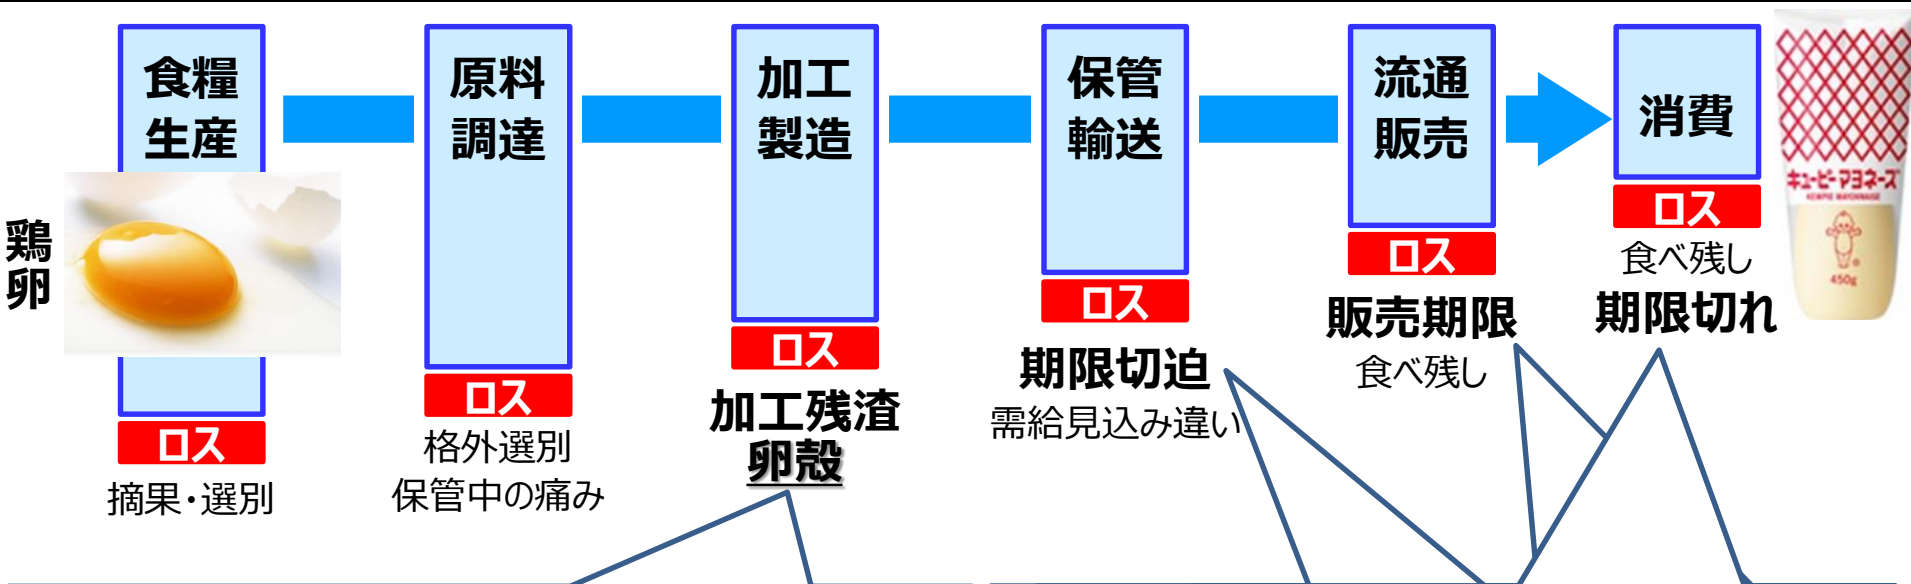 食糧
生産
原料
調達
加工
製造
保管
輸送
流通
販売
消費
鶏
卵
ロス
摘果・選別
ロス
格外選別
保管中の痛み
ロス
加工残渣
卵殻
ロス
期限切迫
需給見込み違い
ロス
販売期限
食べ残し
ロス
食べ残し
期限切れ
キユーピー マヨネーズ
KEWPIE MAYONNAISE
450g